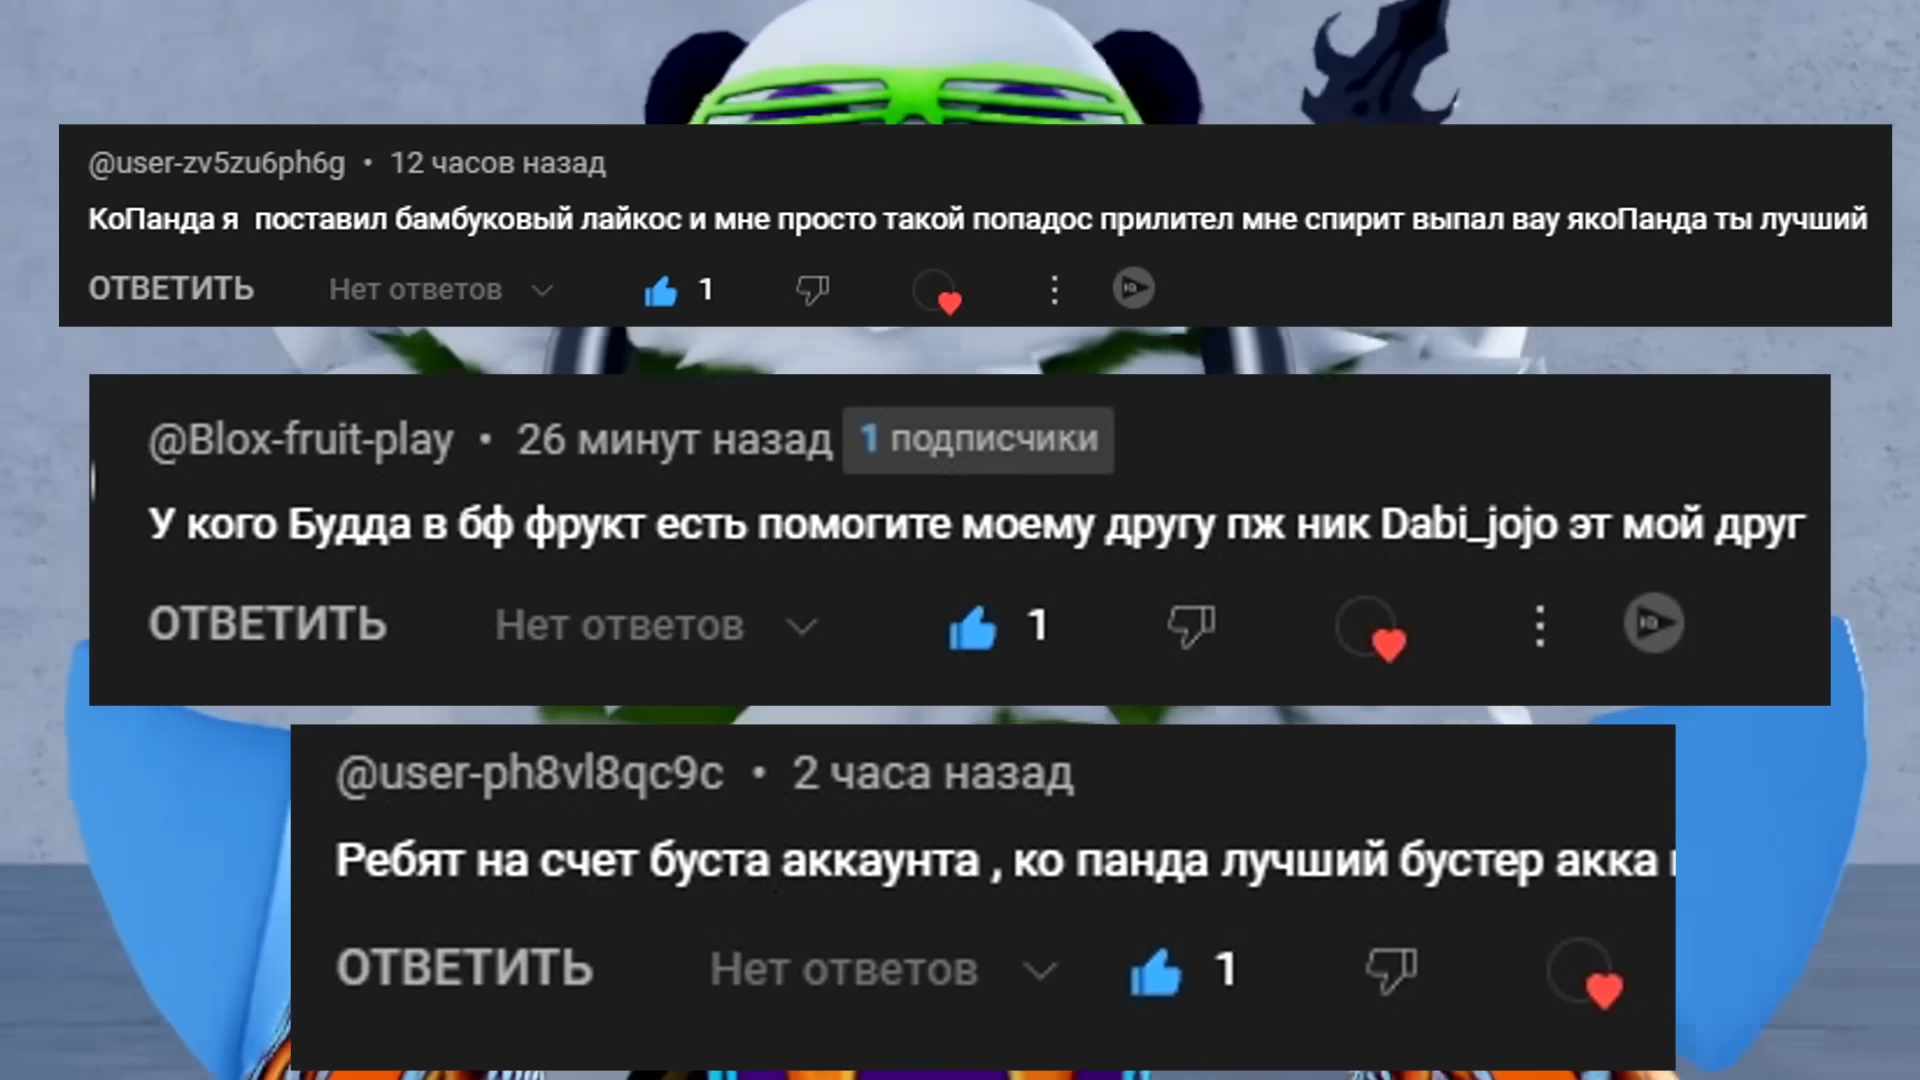 @user-zv5zu6ph6g • 12 часов назад
КоПанда я поставил бамбуковый лайкос и мне просто такой попадос прилител мне спирит выпал вау якоПанда ты лучший
ОТВЕТИТЬ Нет ответов 1
@Blox-fruit-play • 26 минут назад 1 подписчики
У кого Будда в бф фрукт есть помогите моему другу пж ник Dabi_jojo эт мой друг
ОТВЕТИТЬ Нет ответов 1
@user-ph8vl8qc9c • 2 часа назад
Ребят на счет буста аккаунта , ко панда лучший бустер акка
ОТВЕТИТЬ Нет ответов 1